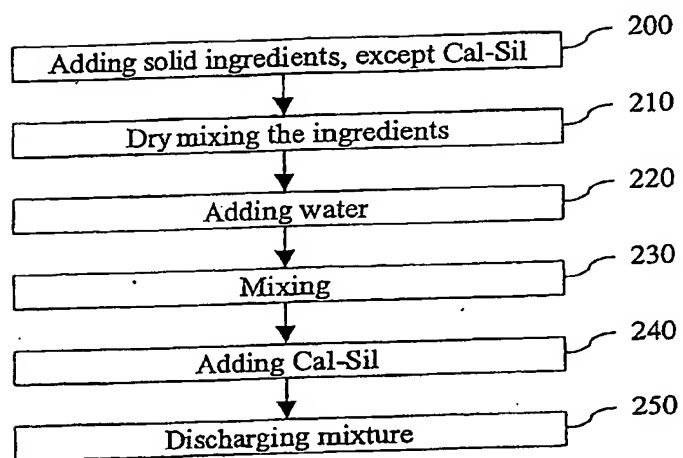 200
Adding solid ingredients, except Cal-Sil
210
Dry mixing the ingredients
220
Adding water
230
Mixing
240
Adding Cal-Sil
250
Discharging mixture